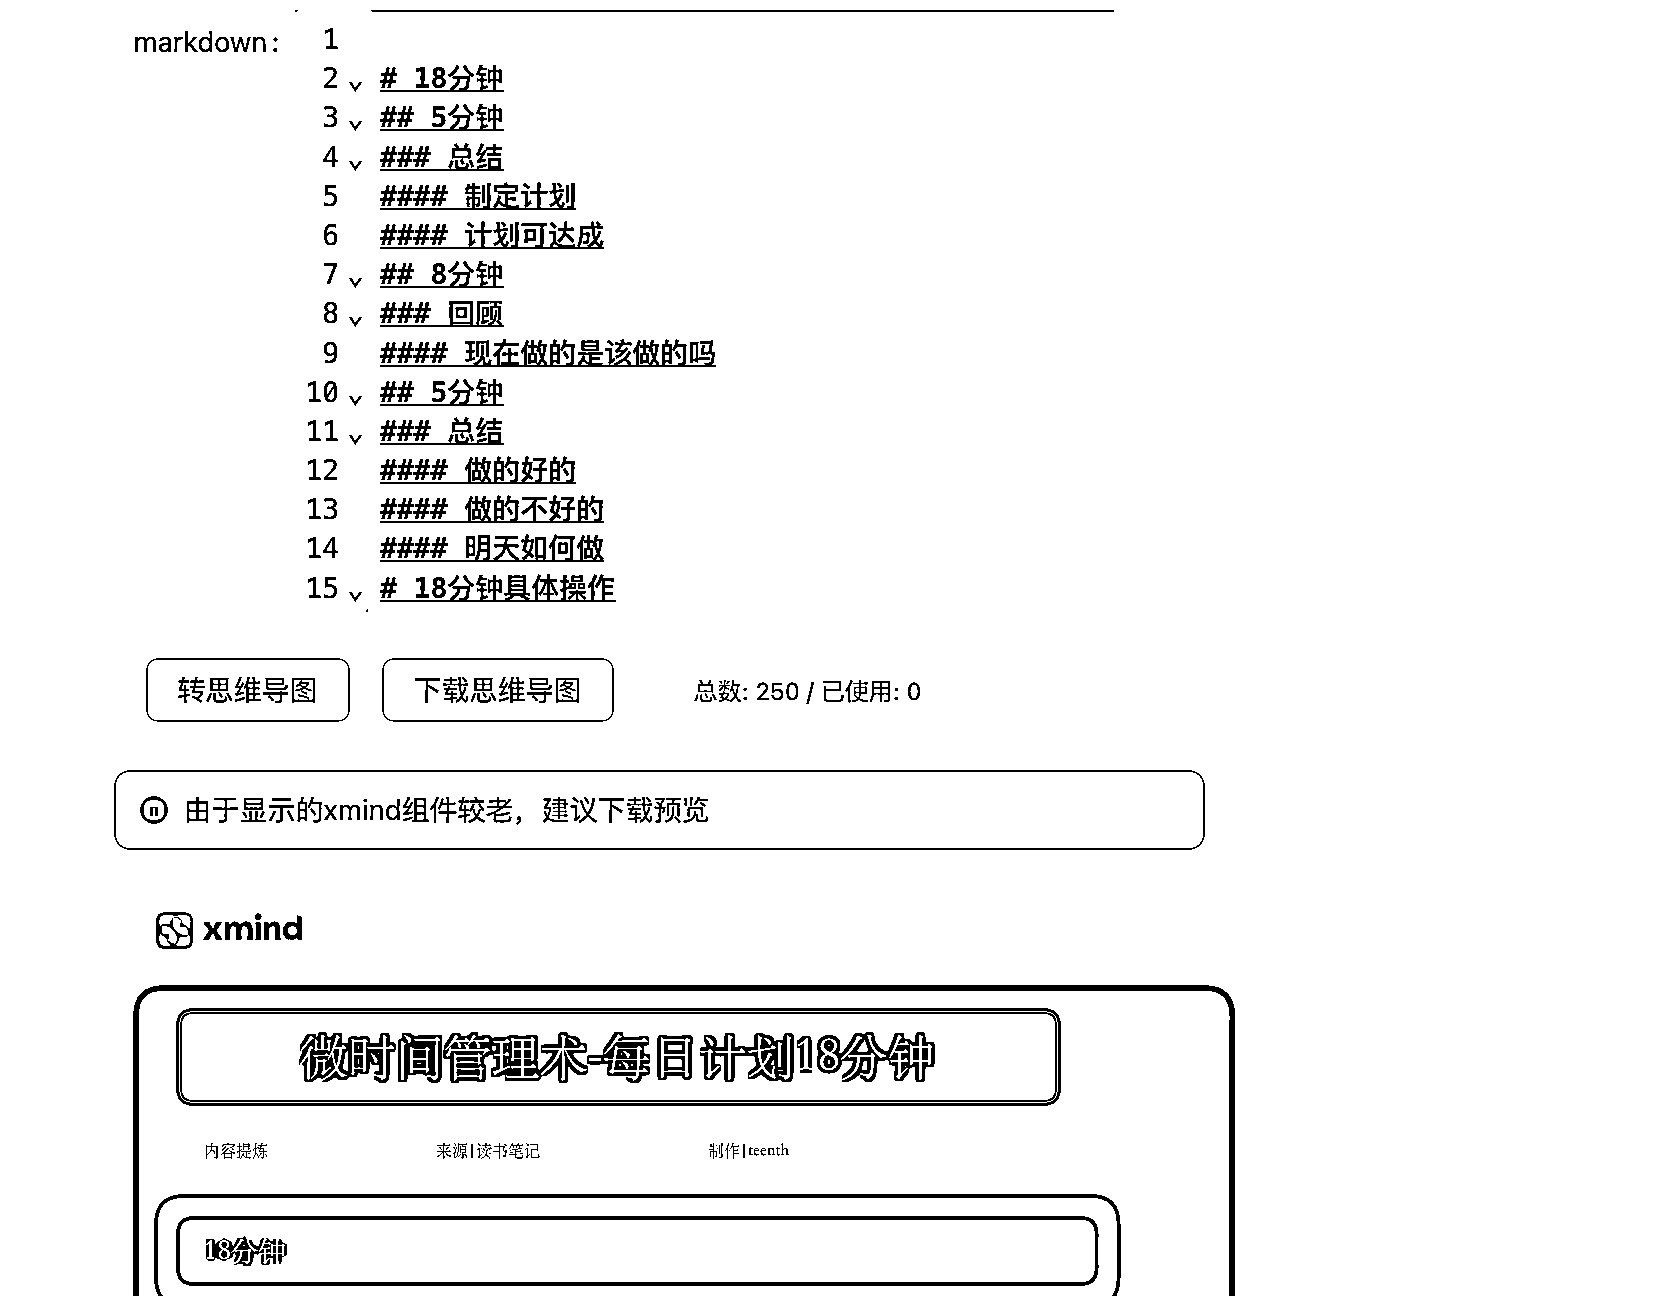 markdown:
1
2 # 18分钟
3 ## 5分钟
4 ### 总结
5 #### 制定计划
6 #### 计划可达成
7 ## 8分钟
8 ### 回顾
9 #### 现在做的是该做的吗
10 ## 5分钟
11 ### 总结
12 #### 做的好的
13 #### 做的不好的
14 #### 明天如何做
15 # 18分钟具体操作
转思维导图 下载思维导图 总数: 250 / 已使用: 0
由于显示的xmind组件较老，建议下载预览
xmind
微时间管理术-每日计划18分钟
内容提炼 来源|读书笔记 制作|teenth
18分钟